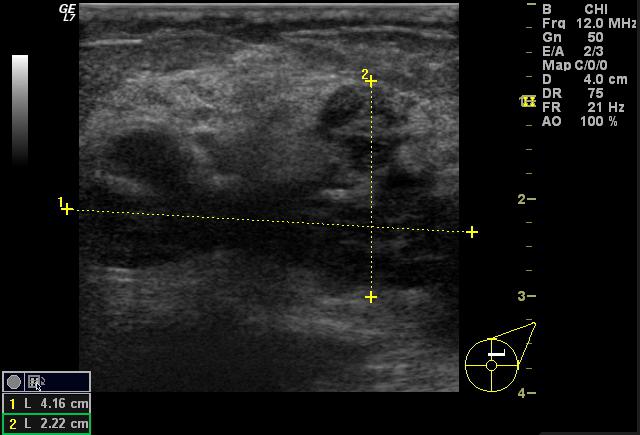 GE
L7
B CHI
Frq 12.0 MHz
Gn 50
E/A 2/3
Map C/0/0
D 4.0 cm
DR 75
FR 21 Hz
AO 100 %
2
1
2
3
4
1 L 4.16 cm
2 L 2.22 cm